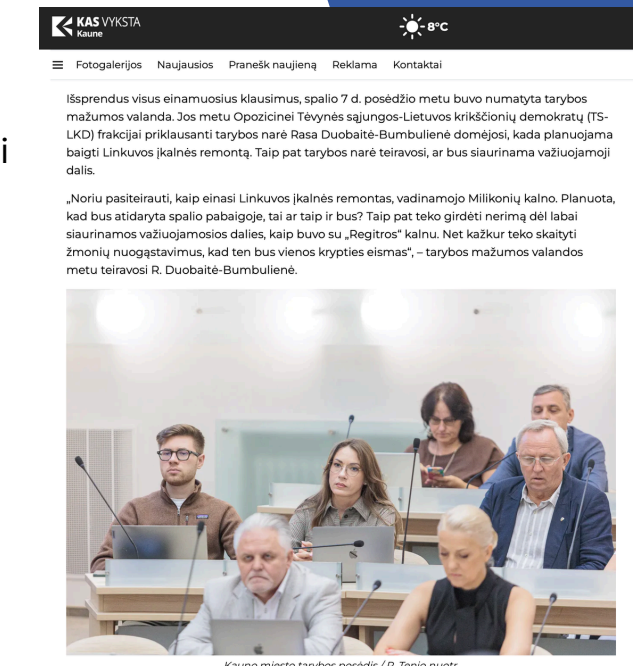 KAS VYKSTA
Kaune
8°C
Fotogalerijos Naujausios Pranešk naujieną Reklama Kontaktai
i
Išsprendus visus einamuosius klausimus, spalio 7 d. posėdžio metu buvo numatyta tarybos
mažumos valanda. Jos metu Opozicinei Tėvynės sąjungos-Lietuvos krikščionių demokratų (TS-
LKD) frakcijai priklausanti tarybos narė Rasa Duobaitė-Bumbulienė domėjosi, kada planuojama
baigti Linkuvos įkalnės remontą. Taip pat tarybos narė teiravosi, ar bus siaurinama važiuojamoji
dalis.
„Noriu pasiteirauti, kaip einasi Linkuvos įkalnės remontas, vadinamojo Milikonių kalno. Planuota,
kad bus atidaryta spalio pabaigoje, tai ar taip ir bus? Taip pat teko girdėti nerimą dėl labai
siaurinamos važiuojamosios dalies, kaip buvo su „Regitros" kalnu. Net kažkur teko skaityti
žmonių nuogąstavimus, kad ten bus vienos krypties eismas“, – tarybos mažumos valandos
metu teiravosi R. Duobaitė-Bumbulienė.
Kauno miesto tarybos posėdis / R. Tenio nuotr.